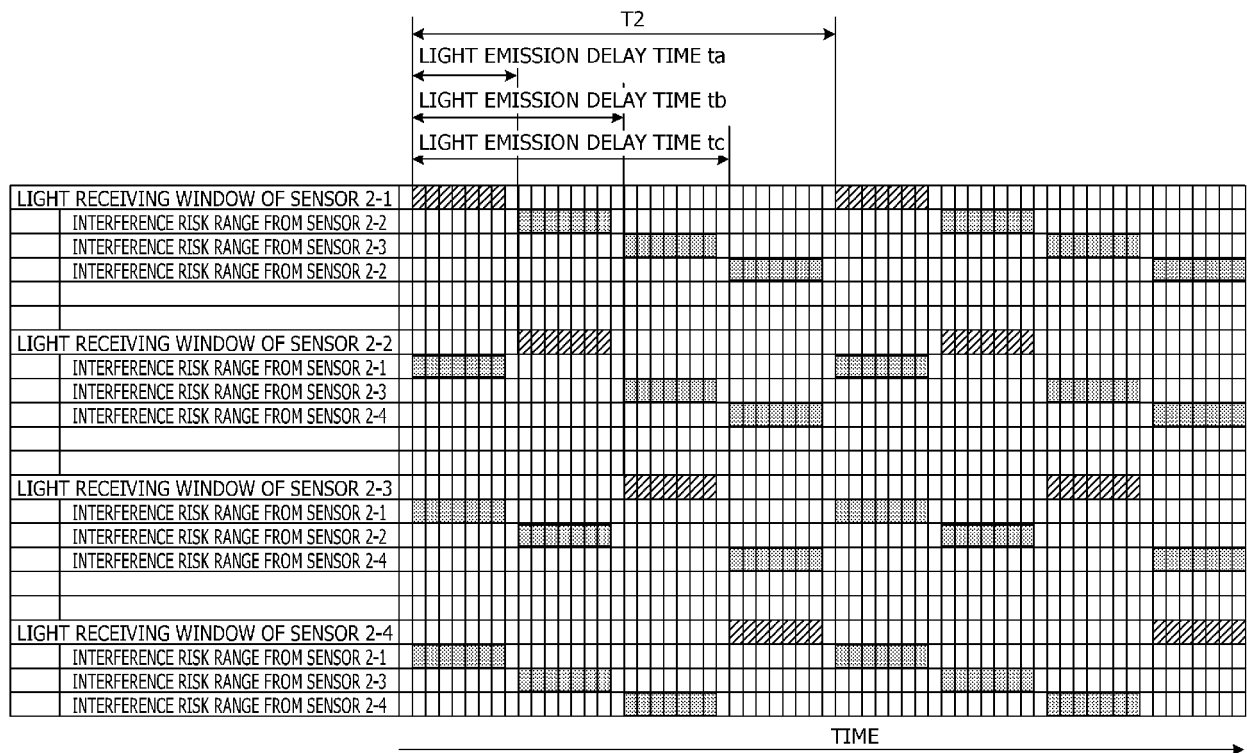 T2
LIGHT EMISSION DELAY TIME ta
LIGHT EMISSION DELAY TIME tb
LIGHT EMISSION DELAY TIME tc
LIGHT RECEIVING WINDOW OF SENSOR 2-1
INTERFERENCE RISK RANGE FROM SENSOR 2-2
INTERFERENCE RISK RANGE FROM SENSOR 2-3
INTERFERENCE RISK RANGE FROM SENSOR 2-2
LIGHT RECEIVING WINDOW OF SENSOR 2-2
INTERFERENCE RISK RANGE FROM SENSOR 2-1
INTERFERENCE RISK RANGE FROM SENSOR 2-3
INTERFERENCE RISK RANGE FROM SENSOR 2-4
LIGHT RECEIVING WINDOW OF SENSOR 2-3
INTERFERENCE RISK RANGE FROM SENSOR 2-1
INTERFERENCE RISK RANGE FROM SENSOR 2-2
INTERFERENCE RISK RANGE FROM SENSOR 2-4
LIGHT RECEIVING WINDOW OF SENSOR 2-4
INTERFERENCE RISK RANGE FROM SENSOR 2-1
INTERFERENCE RISK RANGE FROM SENSOR 2-3
INTERFERENCE RISK RANGE FROM SENSOR 2-4
TIME